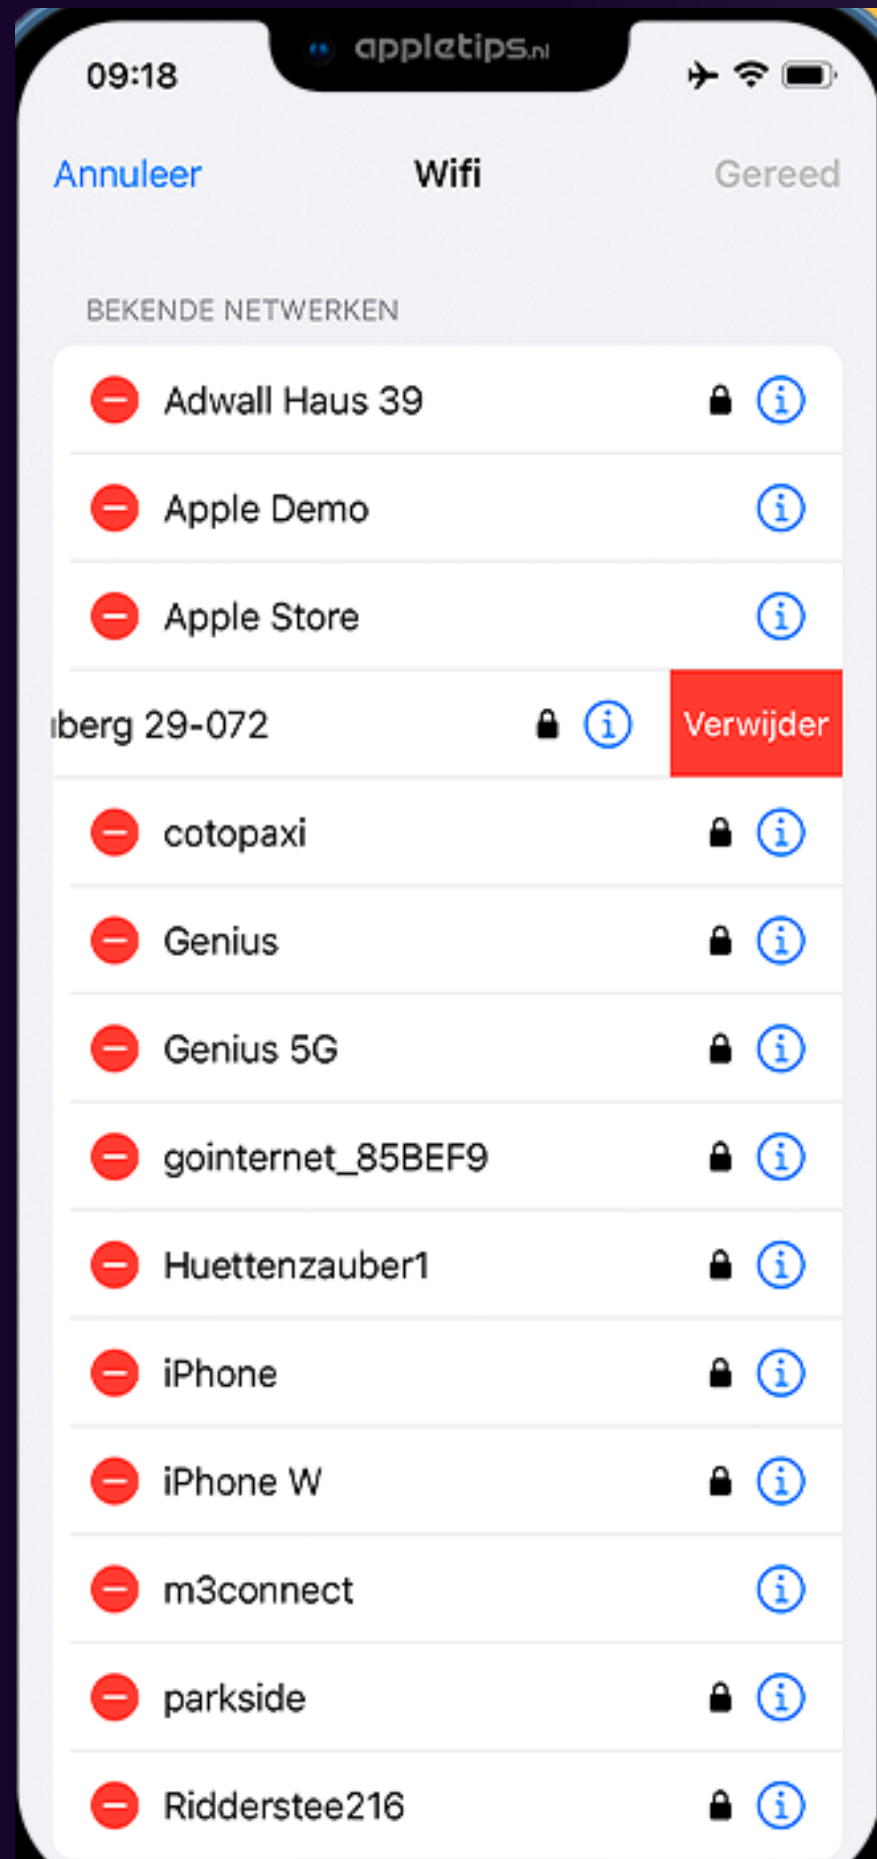 appletips.nl
09:18
Annuleer Wifi Gereed
BEKENDE NETWERKEN
Adwall Haus 39
Apple Demo
Apple Store
29-072 Verwijder
cotopaxi
Genius
Genius 5G
gointernet_85BEF9
Huettenzauber1
iPhone
iPhone W
m3connect
parkside
Ridderstee216